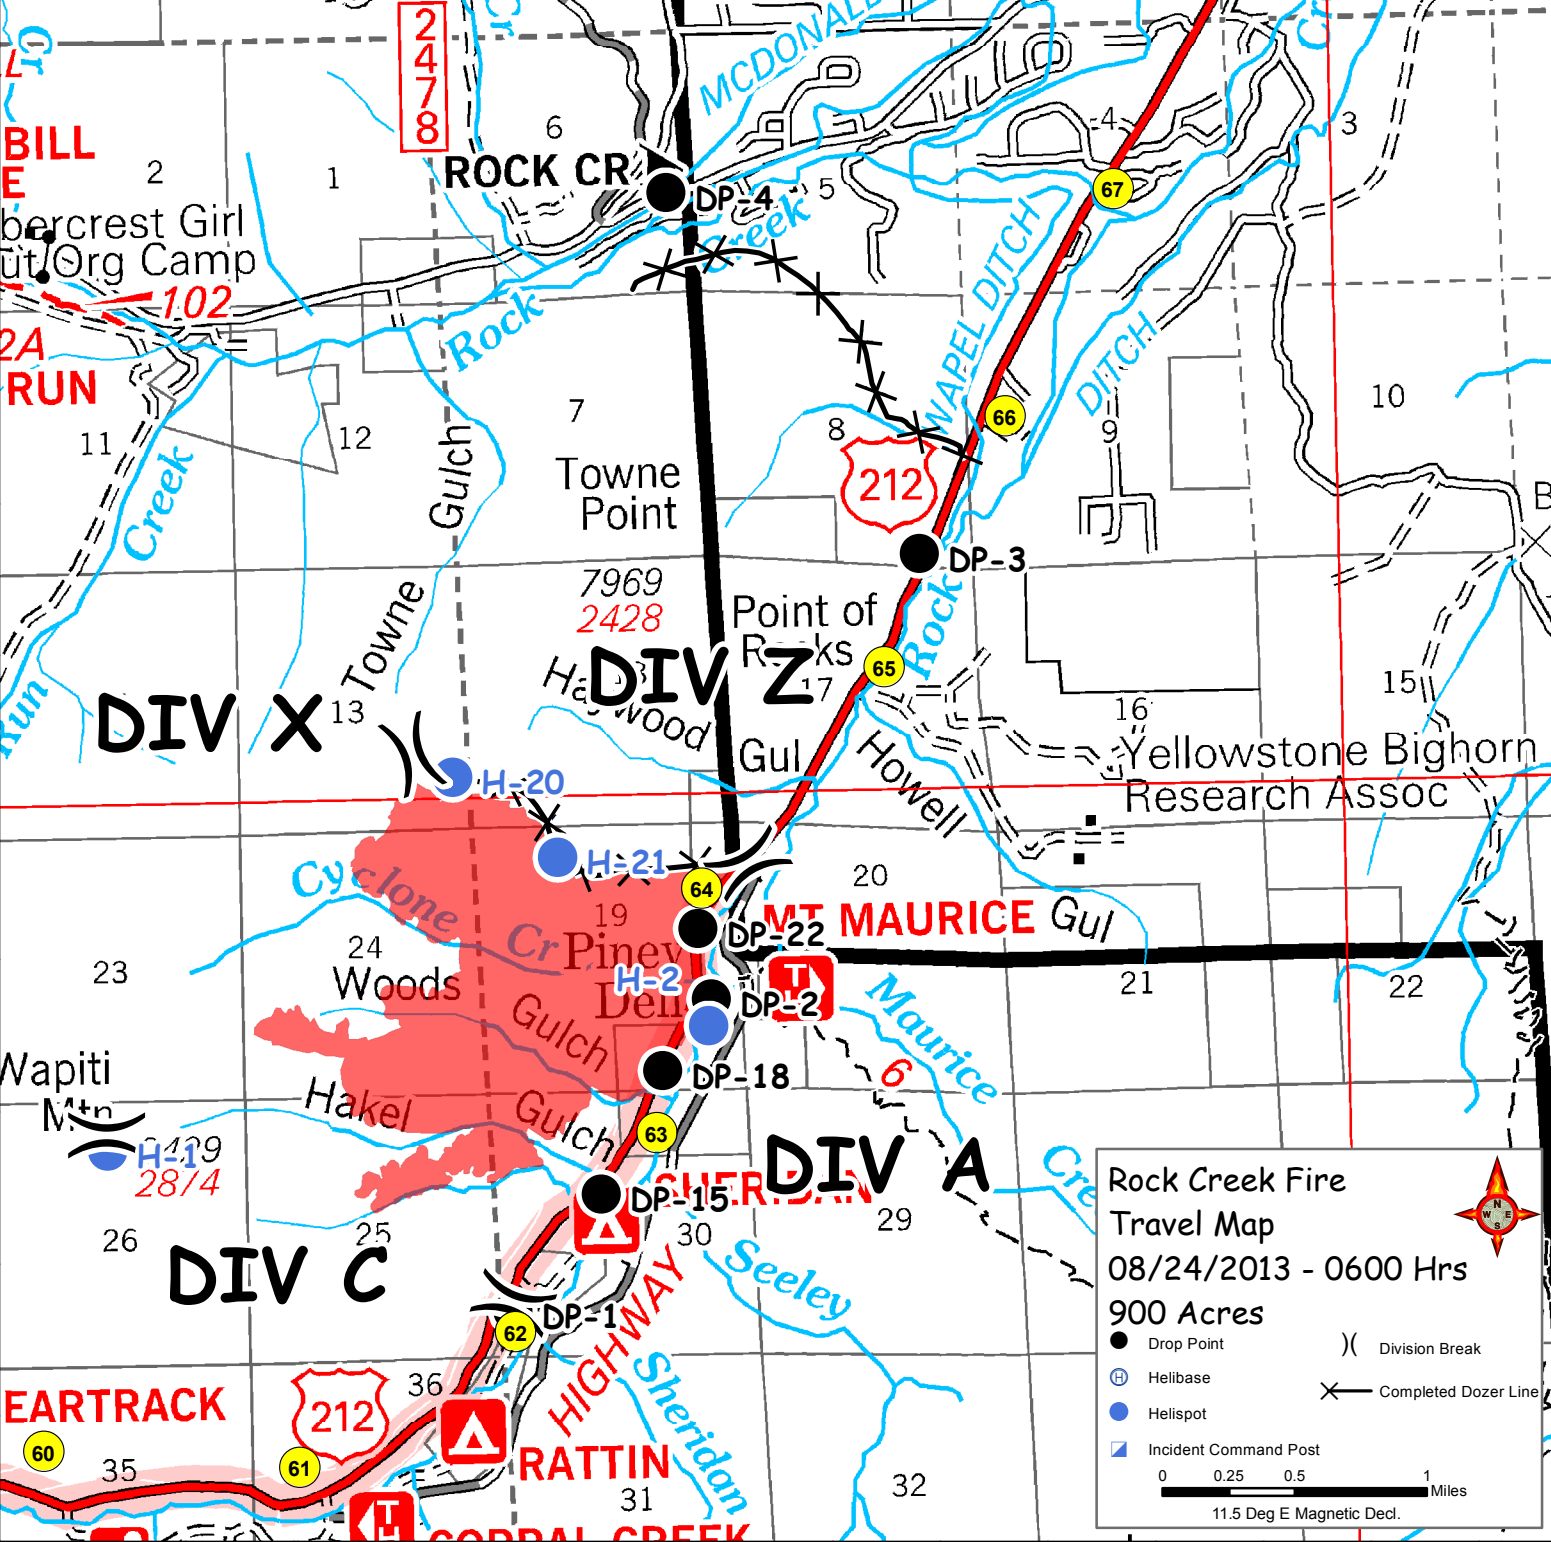 Cr
Cr
Cr
2478
MCDONALD
BILL
E
2
1
6
5
4
3
ROCK CR
DP-4
67
bercrest Girl
ut/Org Camp
Creek
102
2A
RUN
Rock
WAPEL DITCH
DITCH
66
7
8
9
10
11
12
Creek
Gulch
Towne
Point
212
DP-3
7969
2428
Point of
Rocks
Rock
Towne
65
DIV Z
Haywood
Gul
17
16
15
13
DIV X
Run
Howell
Gul
Yellowstone Bighorn
Research Assoc
H-20
H-21
64
20
19
Cyclone
Cr
MT MAURICE
DP-22
Piney
Dell
H-2
DP-2
T
24
23
Woods
Gulch
21
22
Maurice
Cre
6
DP-18
Wapiti
Mtn
Hakel
Gulch
63
H-1
2874
DIV A
SHERIDAN
DP-15
30
29
26
25
DIV C
Seeley
HIGHWAY
DP-1
62
Sheridan
36
EARTRACK
212
60
61
35
RATTIN
31
32
T
CORRAL CREEK
Rock Creek Fire
Travel Map
08/24/2013 - 0600 Hrs
900 Acres
N
W E
S
Drop Point
Division Break
H Helibase
Completed Dozer Line
Helispot
Incident Command Post
0 0.25 0.5 1
Miles
11.5 Deg E Magnetic Decl.